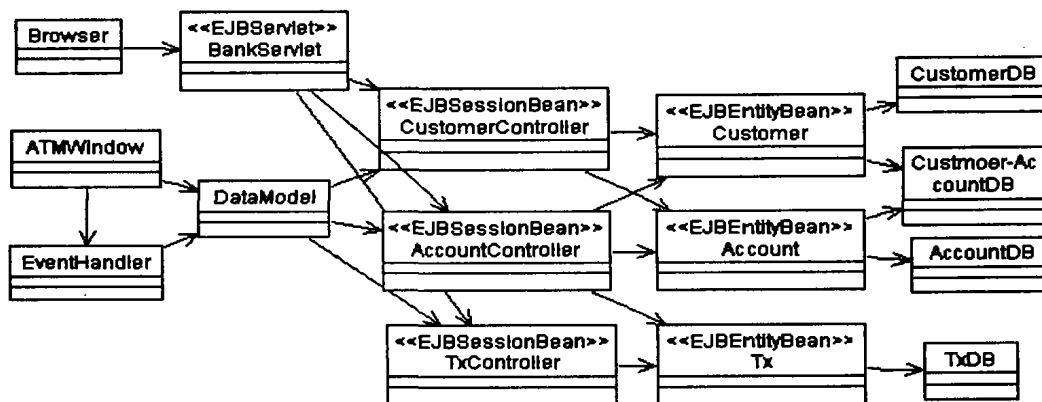 Browser
<<EJBServlet>>
BankServlet
CustomerDB
<<EJBSessionBean>>
CustomerController
<<EJBEntityBean>>
Customer
ATMWindow
Custmoer-Ac
countDB
DataModel
<<EJBSessionBean>>
AccountController
<<EJBEntityBean>>
Account
AccountDB
EventHandler
<<EJBSessionBean>>
TxController
<<EJBEntityBean>>
Tx
TxDB